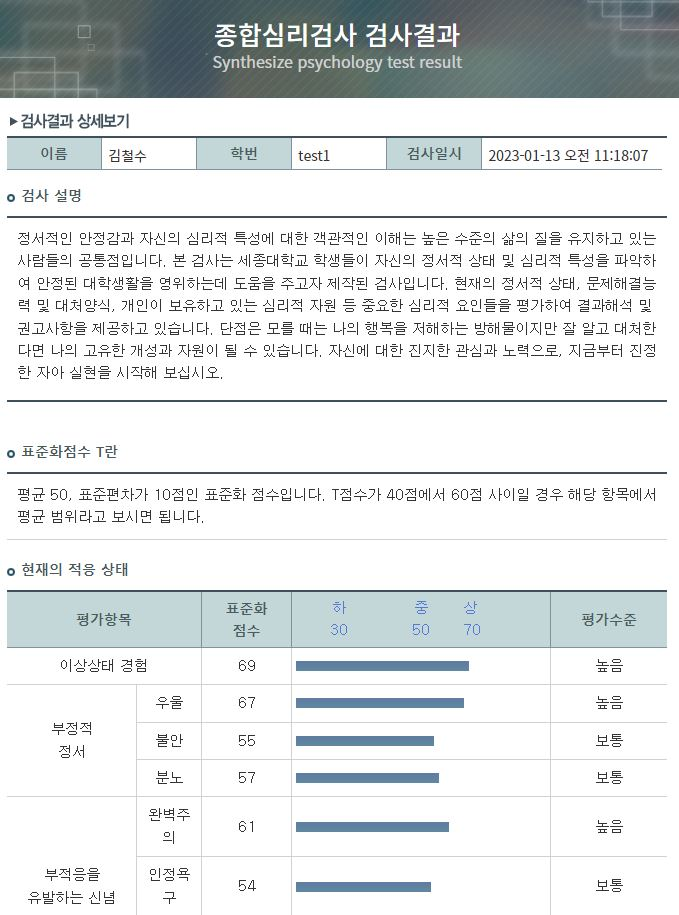 종합심리검사 검사결과
Synthesize psychology test result
▶검사결과 상세보기
이름 김철수 학번 test1 검사일시 2023-01-13 오전 11:18:07
검사 설명
정서적인 안정감과 자신의 심리적 특성에 대한 객관적인 이해는 높은 수준의 삶의 질을 유지하고 있는
사람들의 공통점입니다. 본 검사는 세종대학교 학생들이 자신의 정서적 상태 및 심리적 특성을 파악하
여 안정된 대학생활을 영위하는데 도움을 주고자 제작된 검사입니다. 현재의 정서적 상태, 문제해결능
력 및 대처양식, 개인이 보유하고 있는 심리적 자원 등 중요한 심리적 요인들을 평가하여 결과해석 및
권고사항을 제공하고 있습니다. 단점은 모를 때는 나의 행복을 저해하는 방해물이지만 잘 알고 대처한
다면 나의 고유한 개성과 자원이 될 수 있습니다. 자신에 대한 진지한 관심과 노력으로, 지금부터 진정
한 자아 실현을 시작해 보십시오.
표준화점수 T란
평균 50, 표준편차가 10점인 표준화 점수입니다. T점수가 40점에서 60점 사이일 경우 해당 항목에서
평균 범위라고 보시면 됩니다.
현재의 적응 상태
평가항목 표준화 하 중 상 평가수준
점수 30 50 70
이상상태 경험 69 높음
우울 67 높음
부정적
정서
불안 55 보통
분노 57 보통
완벽주
의
61 높음
부적응을
유발하는 신념
인정욕
구
54 보통